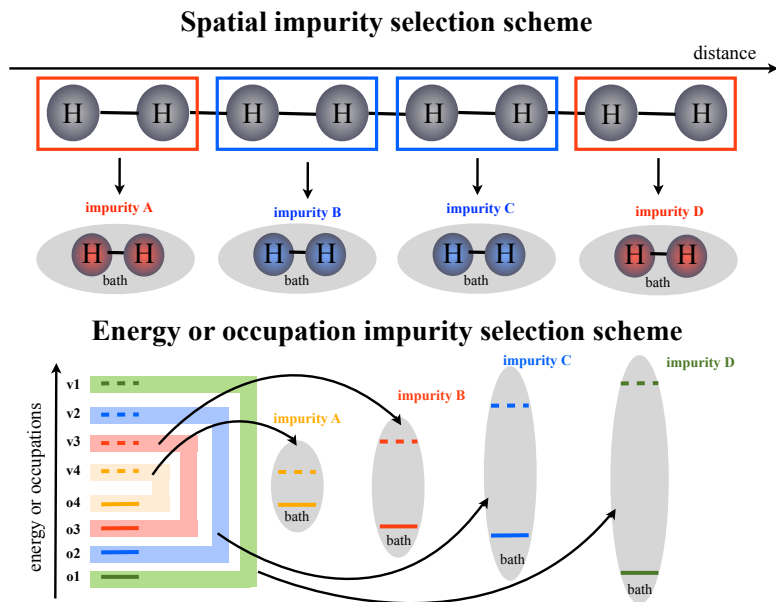 Spatial impurity selection scheme
distance
H H H H H H H H
impurity A impurity B impurity C impurity D
H H H H H H H H
bath bath bath bath
Energy or occupation impurity selection scheme
energy or occupations
v1
v2
v3
v4
o4
o3
o2
o1
impurity A
bath
impurity B
bath
impurity C
bath
impurity D
bath